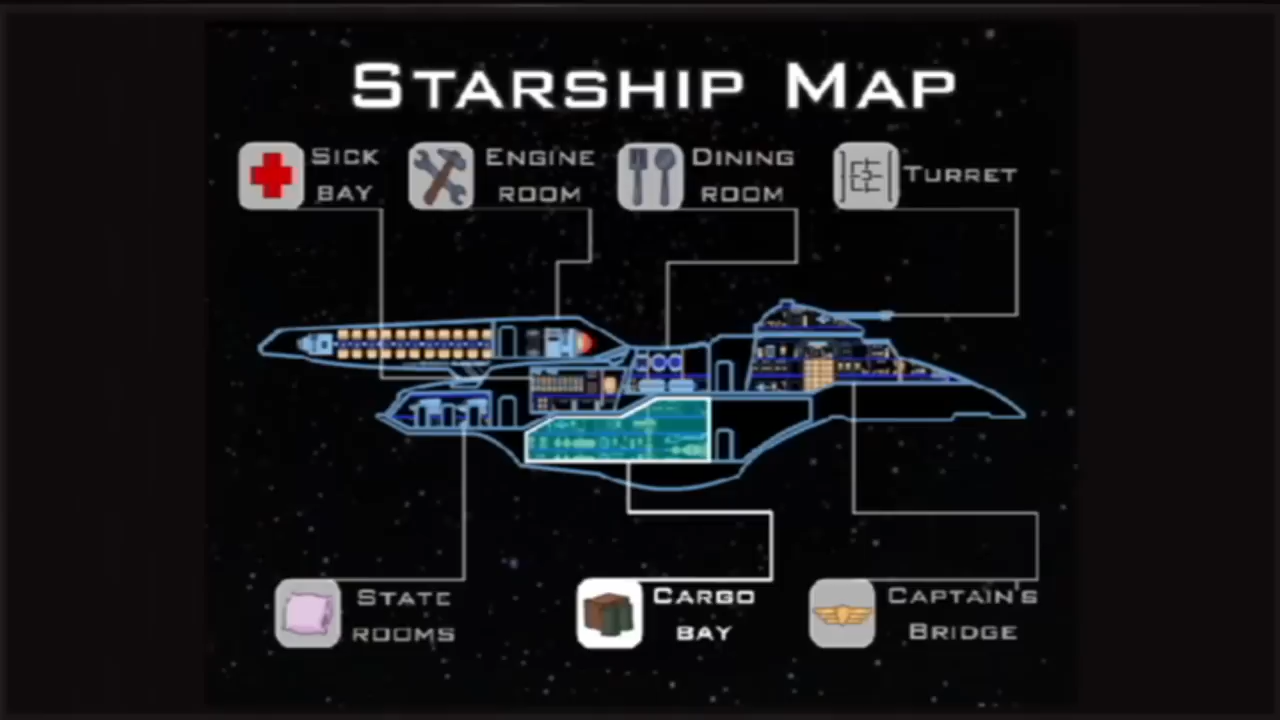 STARSHIP MAP
SICK
BAY
ENGINE
ROOM
DINING
ROOM
TURRET
STATE
ROOMS
CARGO
BAY
CAPTAIN'S
BRIDGE